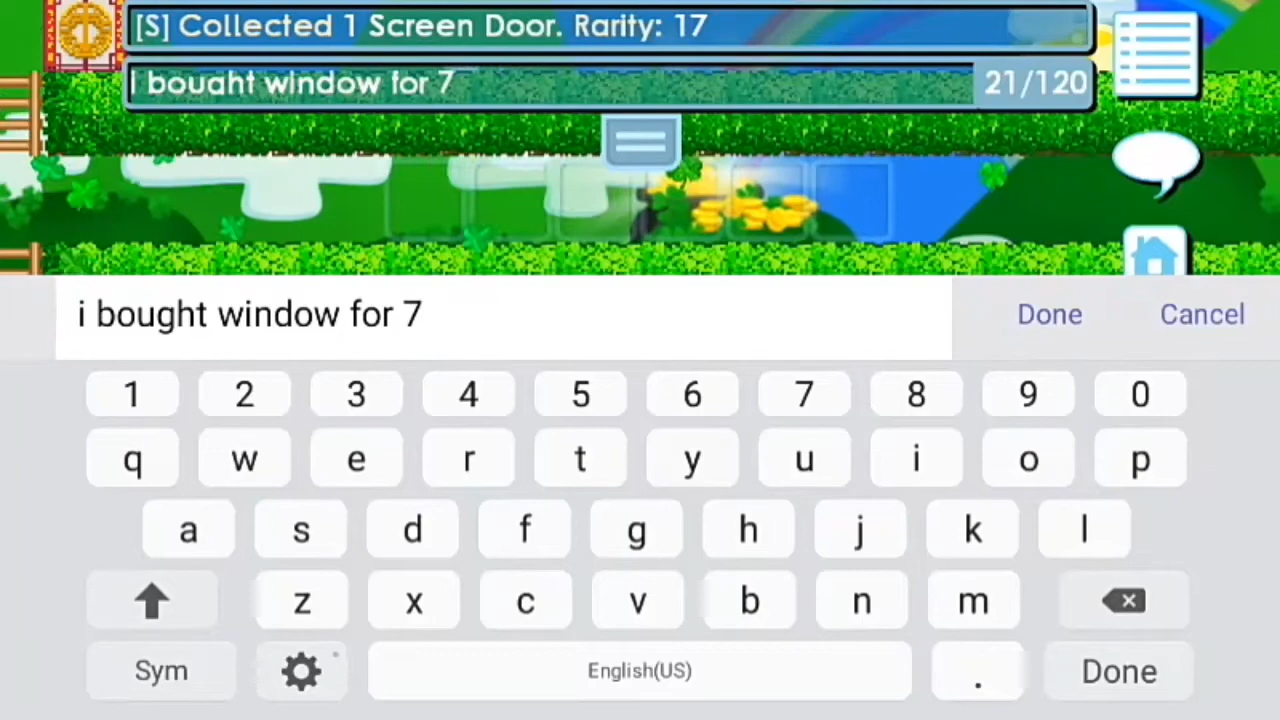 [S] Collected 1 Screen Door. Rarity: 17
I bought window for 7
21/120
i bought window for 7
Done
Cancel
1 2 3 4 5 6 7 8 9 0
q w e r t y u i o p
a s d f g h j k l
z x c v b n m
Sym
English(US)
.
Done